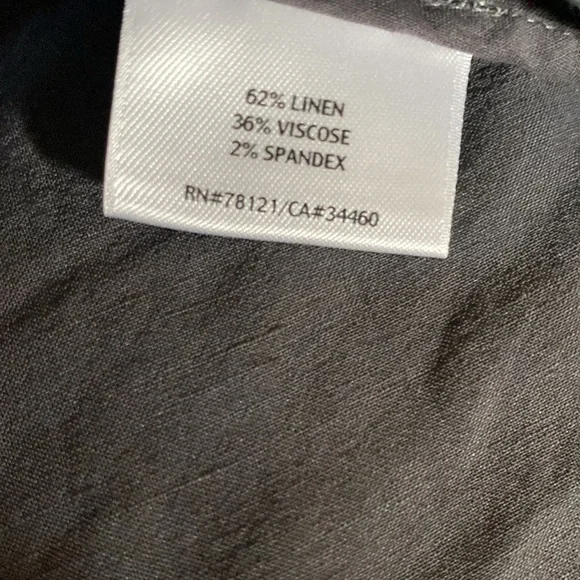 62% LINEN
36% VISCOSE
2% SPANDEX
RN#78121/CA#34460